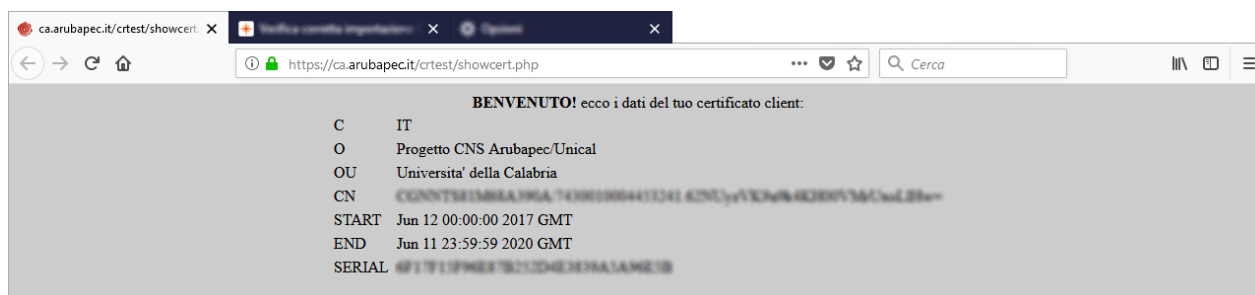 ca.arubapec.it/crtest/showcert.
https://ca.arubapec.it/crtest/showcert.php
Cerca
BENVENUTO! ecco i dati del tuo certificato client:
C IT
O Progetto CNS Arubapec/Unical
OU Universita' della Calabria
CN
START Jun 12 00:00:00 2017 GMT
END Jun 11 23:59:59 2020 GMT
SERIAL